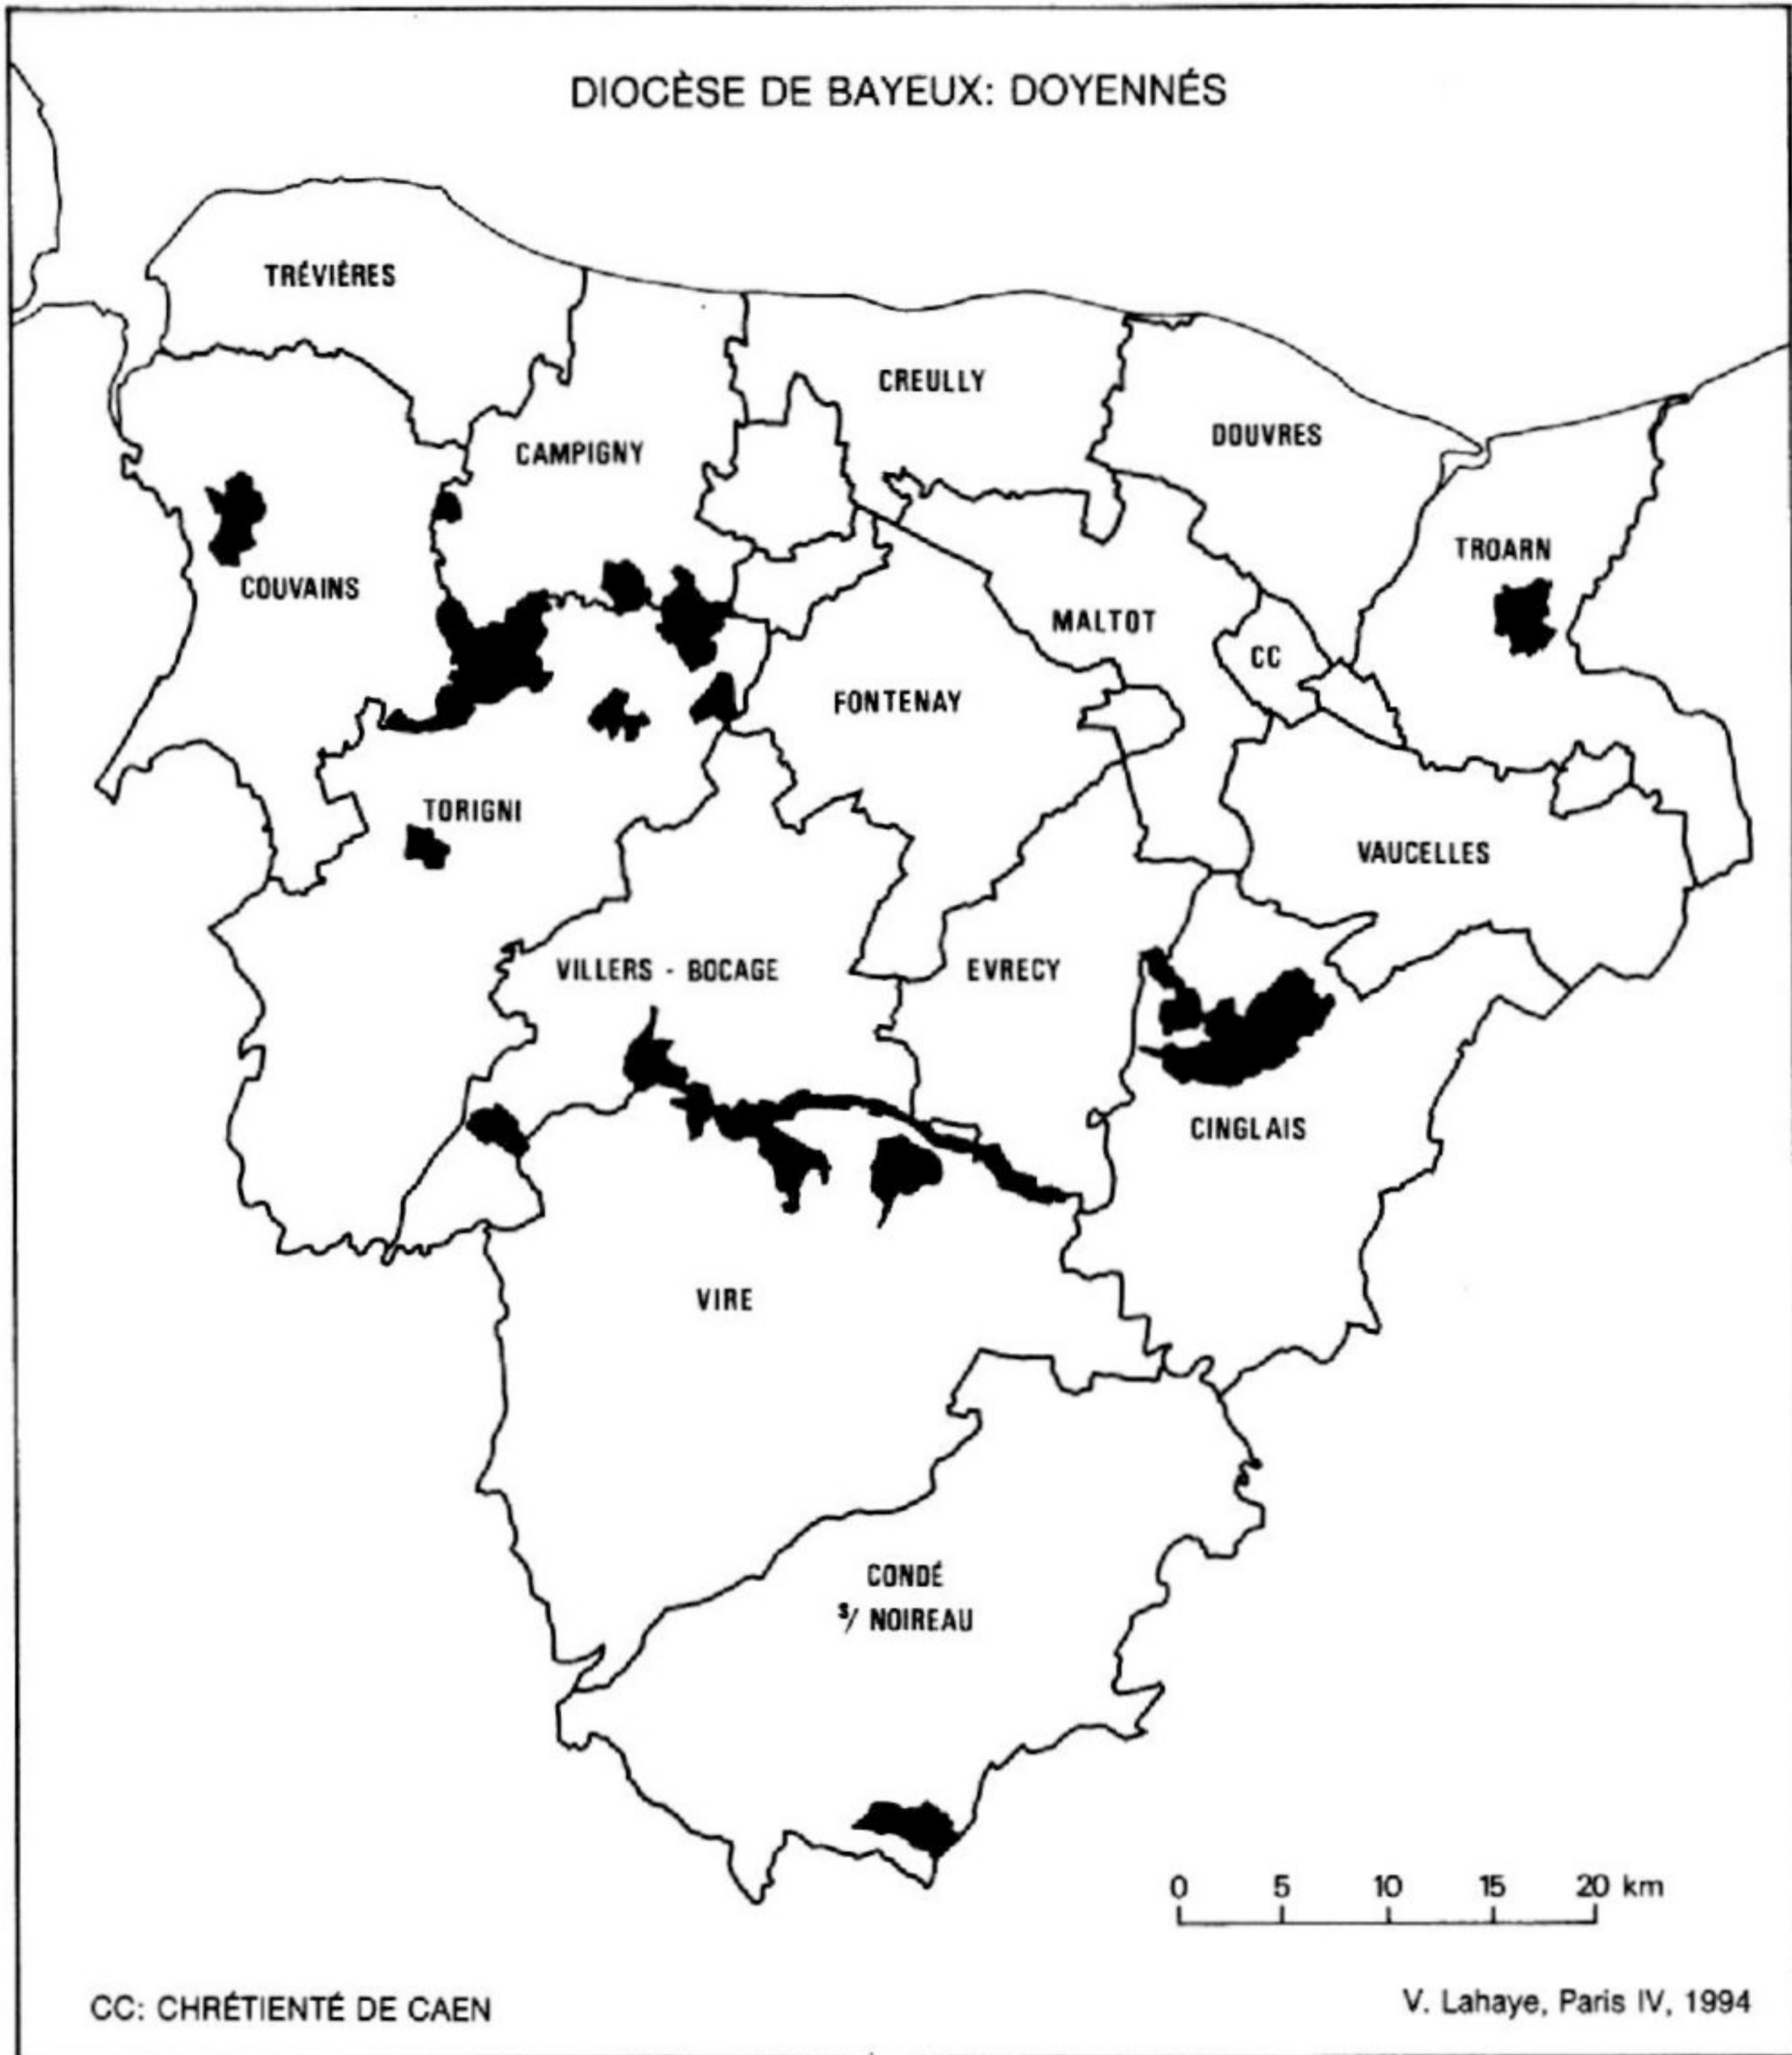 DIOCÈSE DE BAYEUX: DOYENNÉS
TRÉVIÈRES
CREULLY
DOUVRES
CAMPIGNY
TROARN
COUVAINS
MALTOT
CC
FONTENAY
TORIGNI
VAUCELLES
VILLERS - BOCAGE
EVRECY
CINGLAIS
VIRE
CONDÉ
S/ NOIREAU
0 5 10 15 20 km
CC: CHRÉTIENTÉ DE CAEN
V. Lahaye, Paris IV, 1994